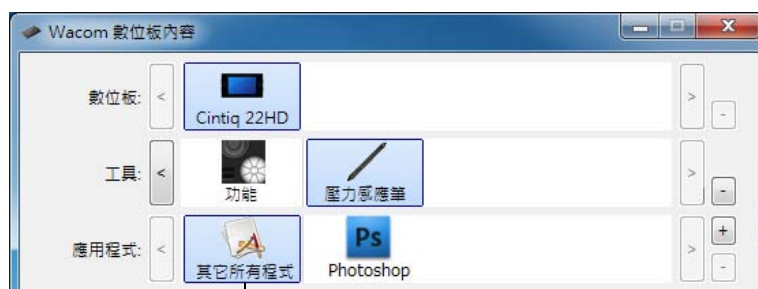 Wacom 數位板內容
數位板:
< Cintiq 22HD > -
工具:
< 功能 壓力感應筆 > -
應用程式:
< 其它所有程式 Ps Photoshop > + -